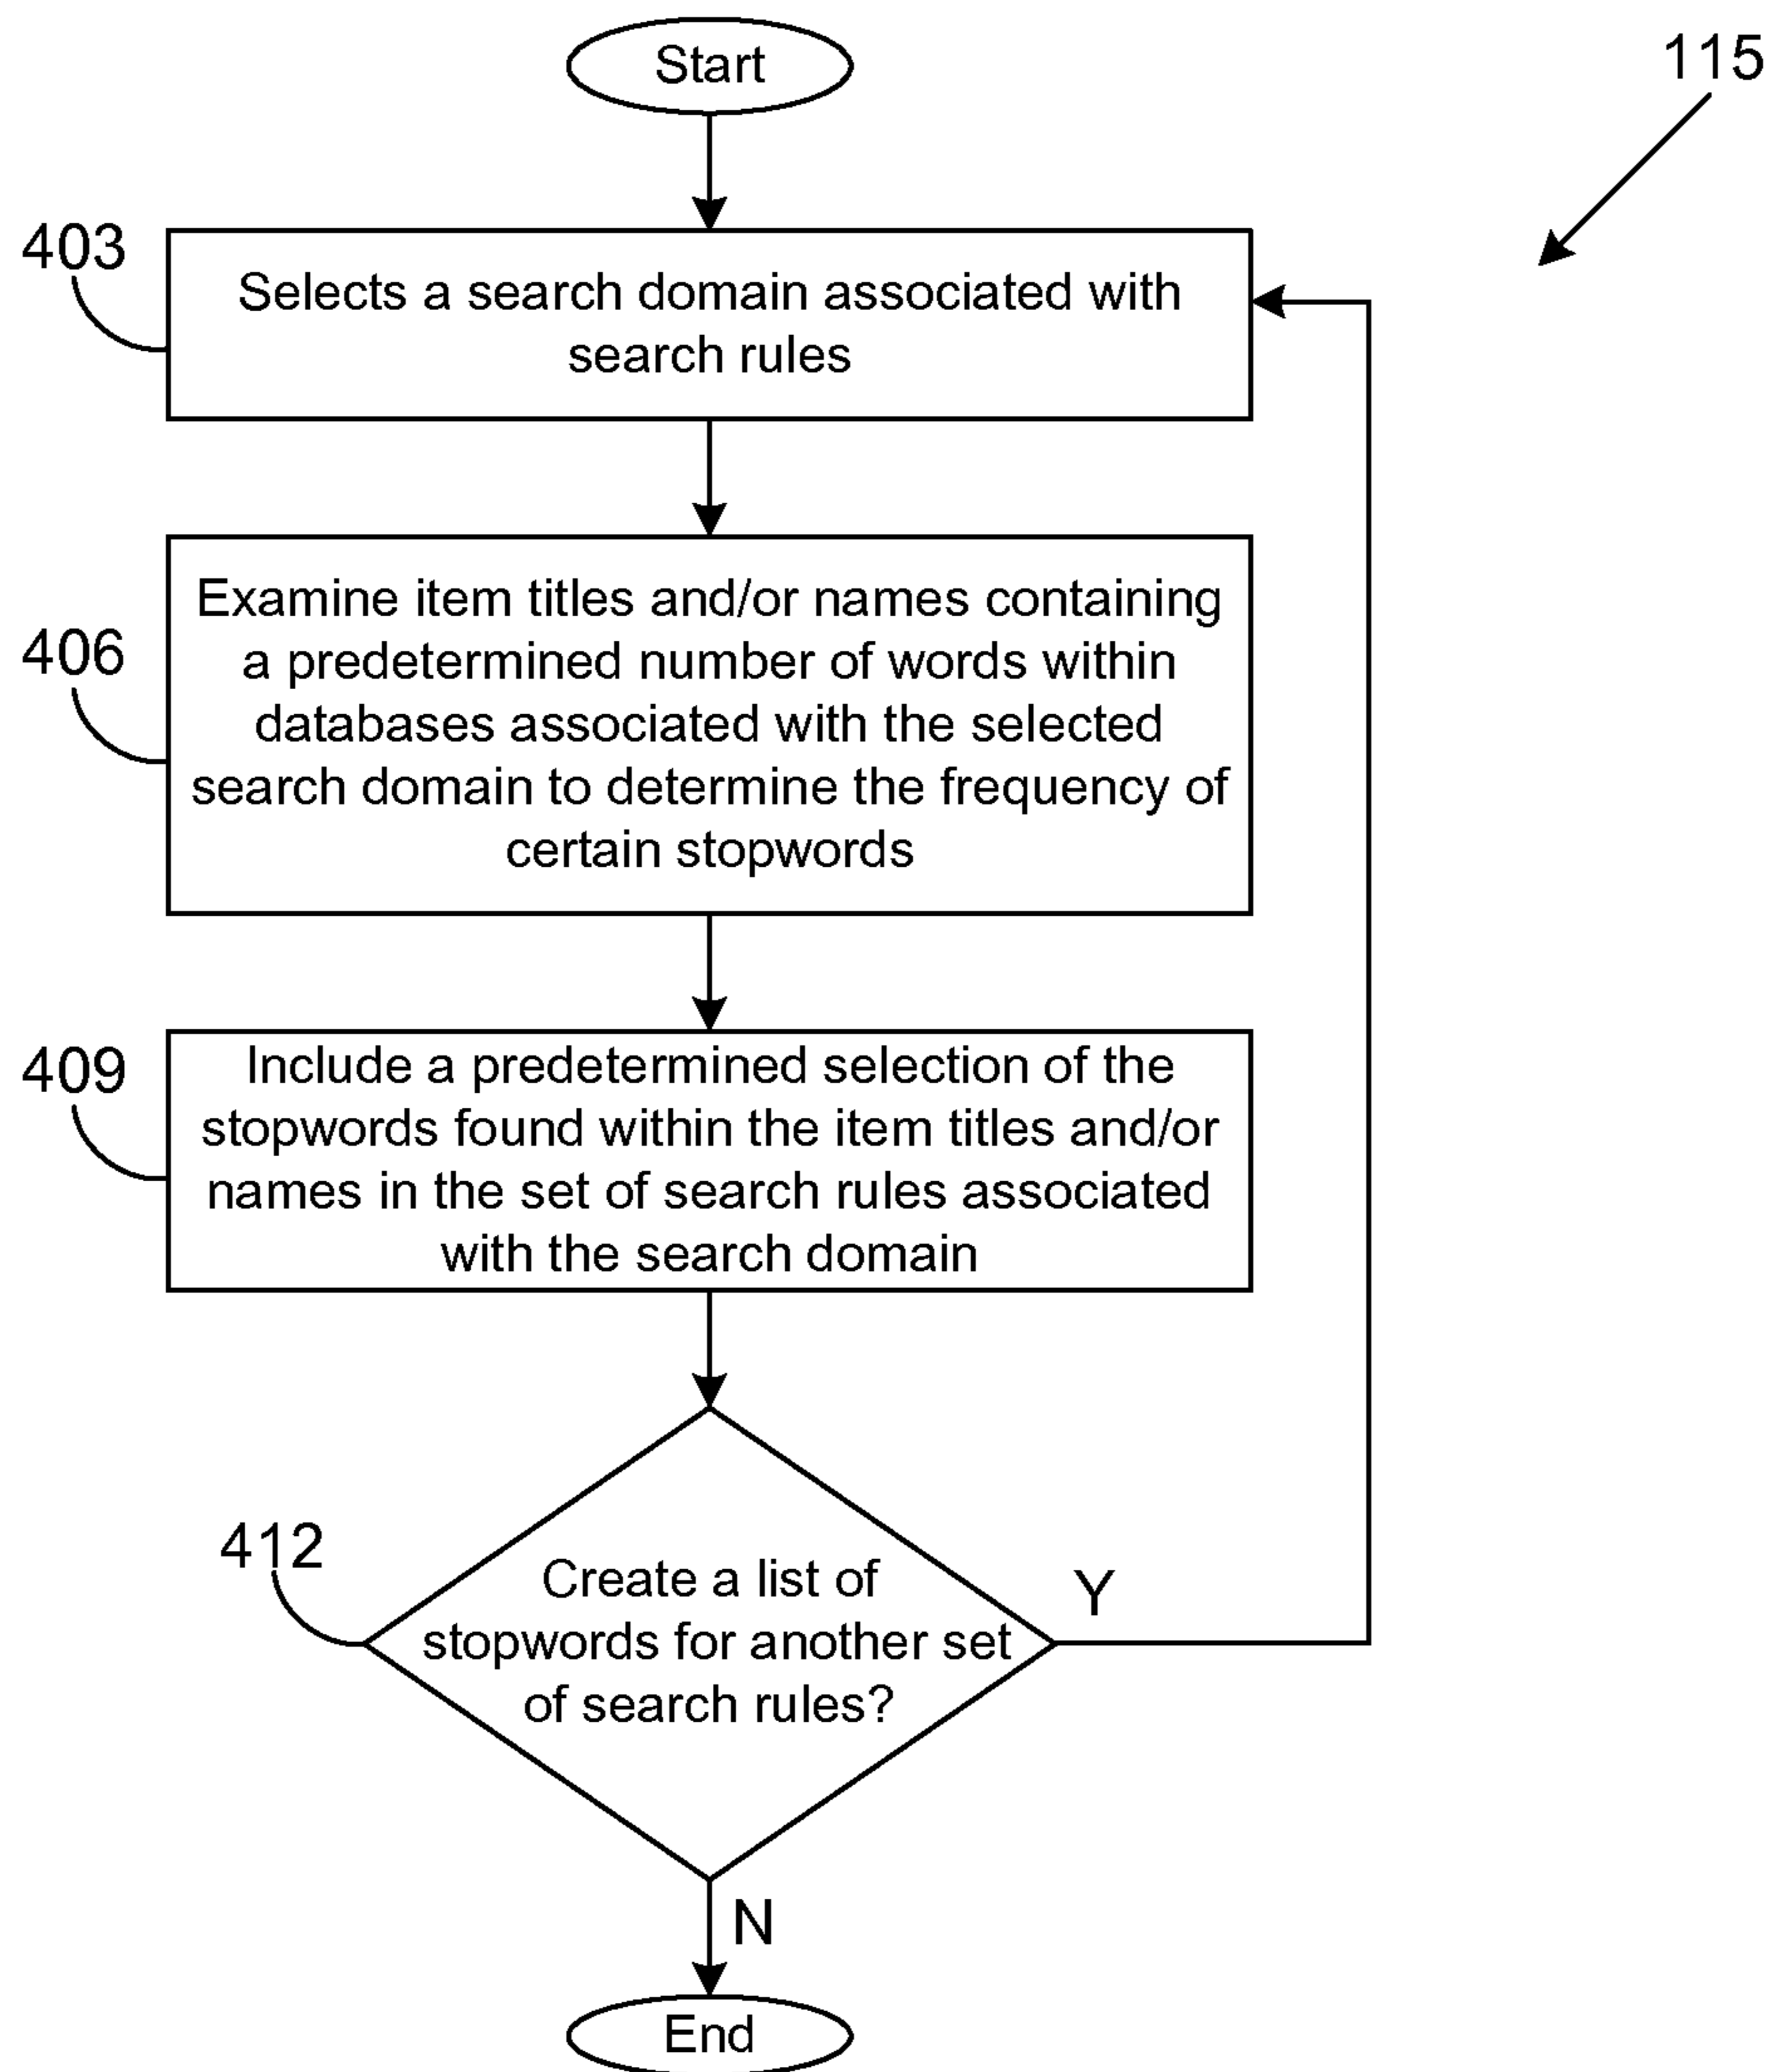 Start
115
403
Selects a search domain associated with
search rules
406
Examine item titles and/or names containing
a predetermined number of words within
databases associated with the selected
search domain to determine the frequency of
certain stopwords
409
Include a predetermined selection of the
stopwords found within the item titles and/or
names in the set of search rules associated
with the search domain
412
Create a list of
stopwords for another set
of search rules?
Y
N
End